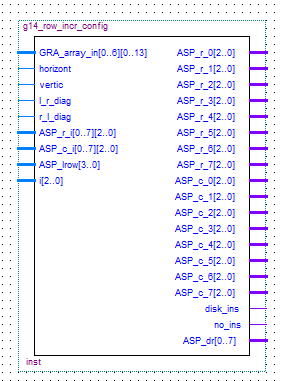 g14_row_incr_config
GRA_array_in[0..6][0..13]
horizont
vertic
l_r_diag
r_l_diag
ASP_r_i[0..7][2..0]
ASP_c_i[0..7][2..0]
ASP_lrow[3..0]
i[2..0]
ASP_r_0[2..0]
ASP_r_1[2..0]
ASP_r_2[2..0]
ASP_r_3[2..0]
ASP_r_4[2..0]
ASP_r_5[2..0]
ASP_r_6[2..0]
ASP_r_7[2..0]
ASP_c_0[2..0]
ASP_c_1[2..0]
ASP_c_2[2..0]
ASP_c_3[2..0]
ASP_c_4[2..0]
ASP_c_5[2..0]
ASP_c_6[2..0]
ASP_c_7[2..0]
disk_ins
no_ins
ASP_dr[0..7]
inst